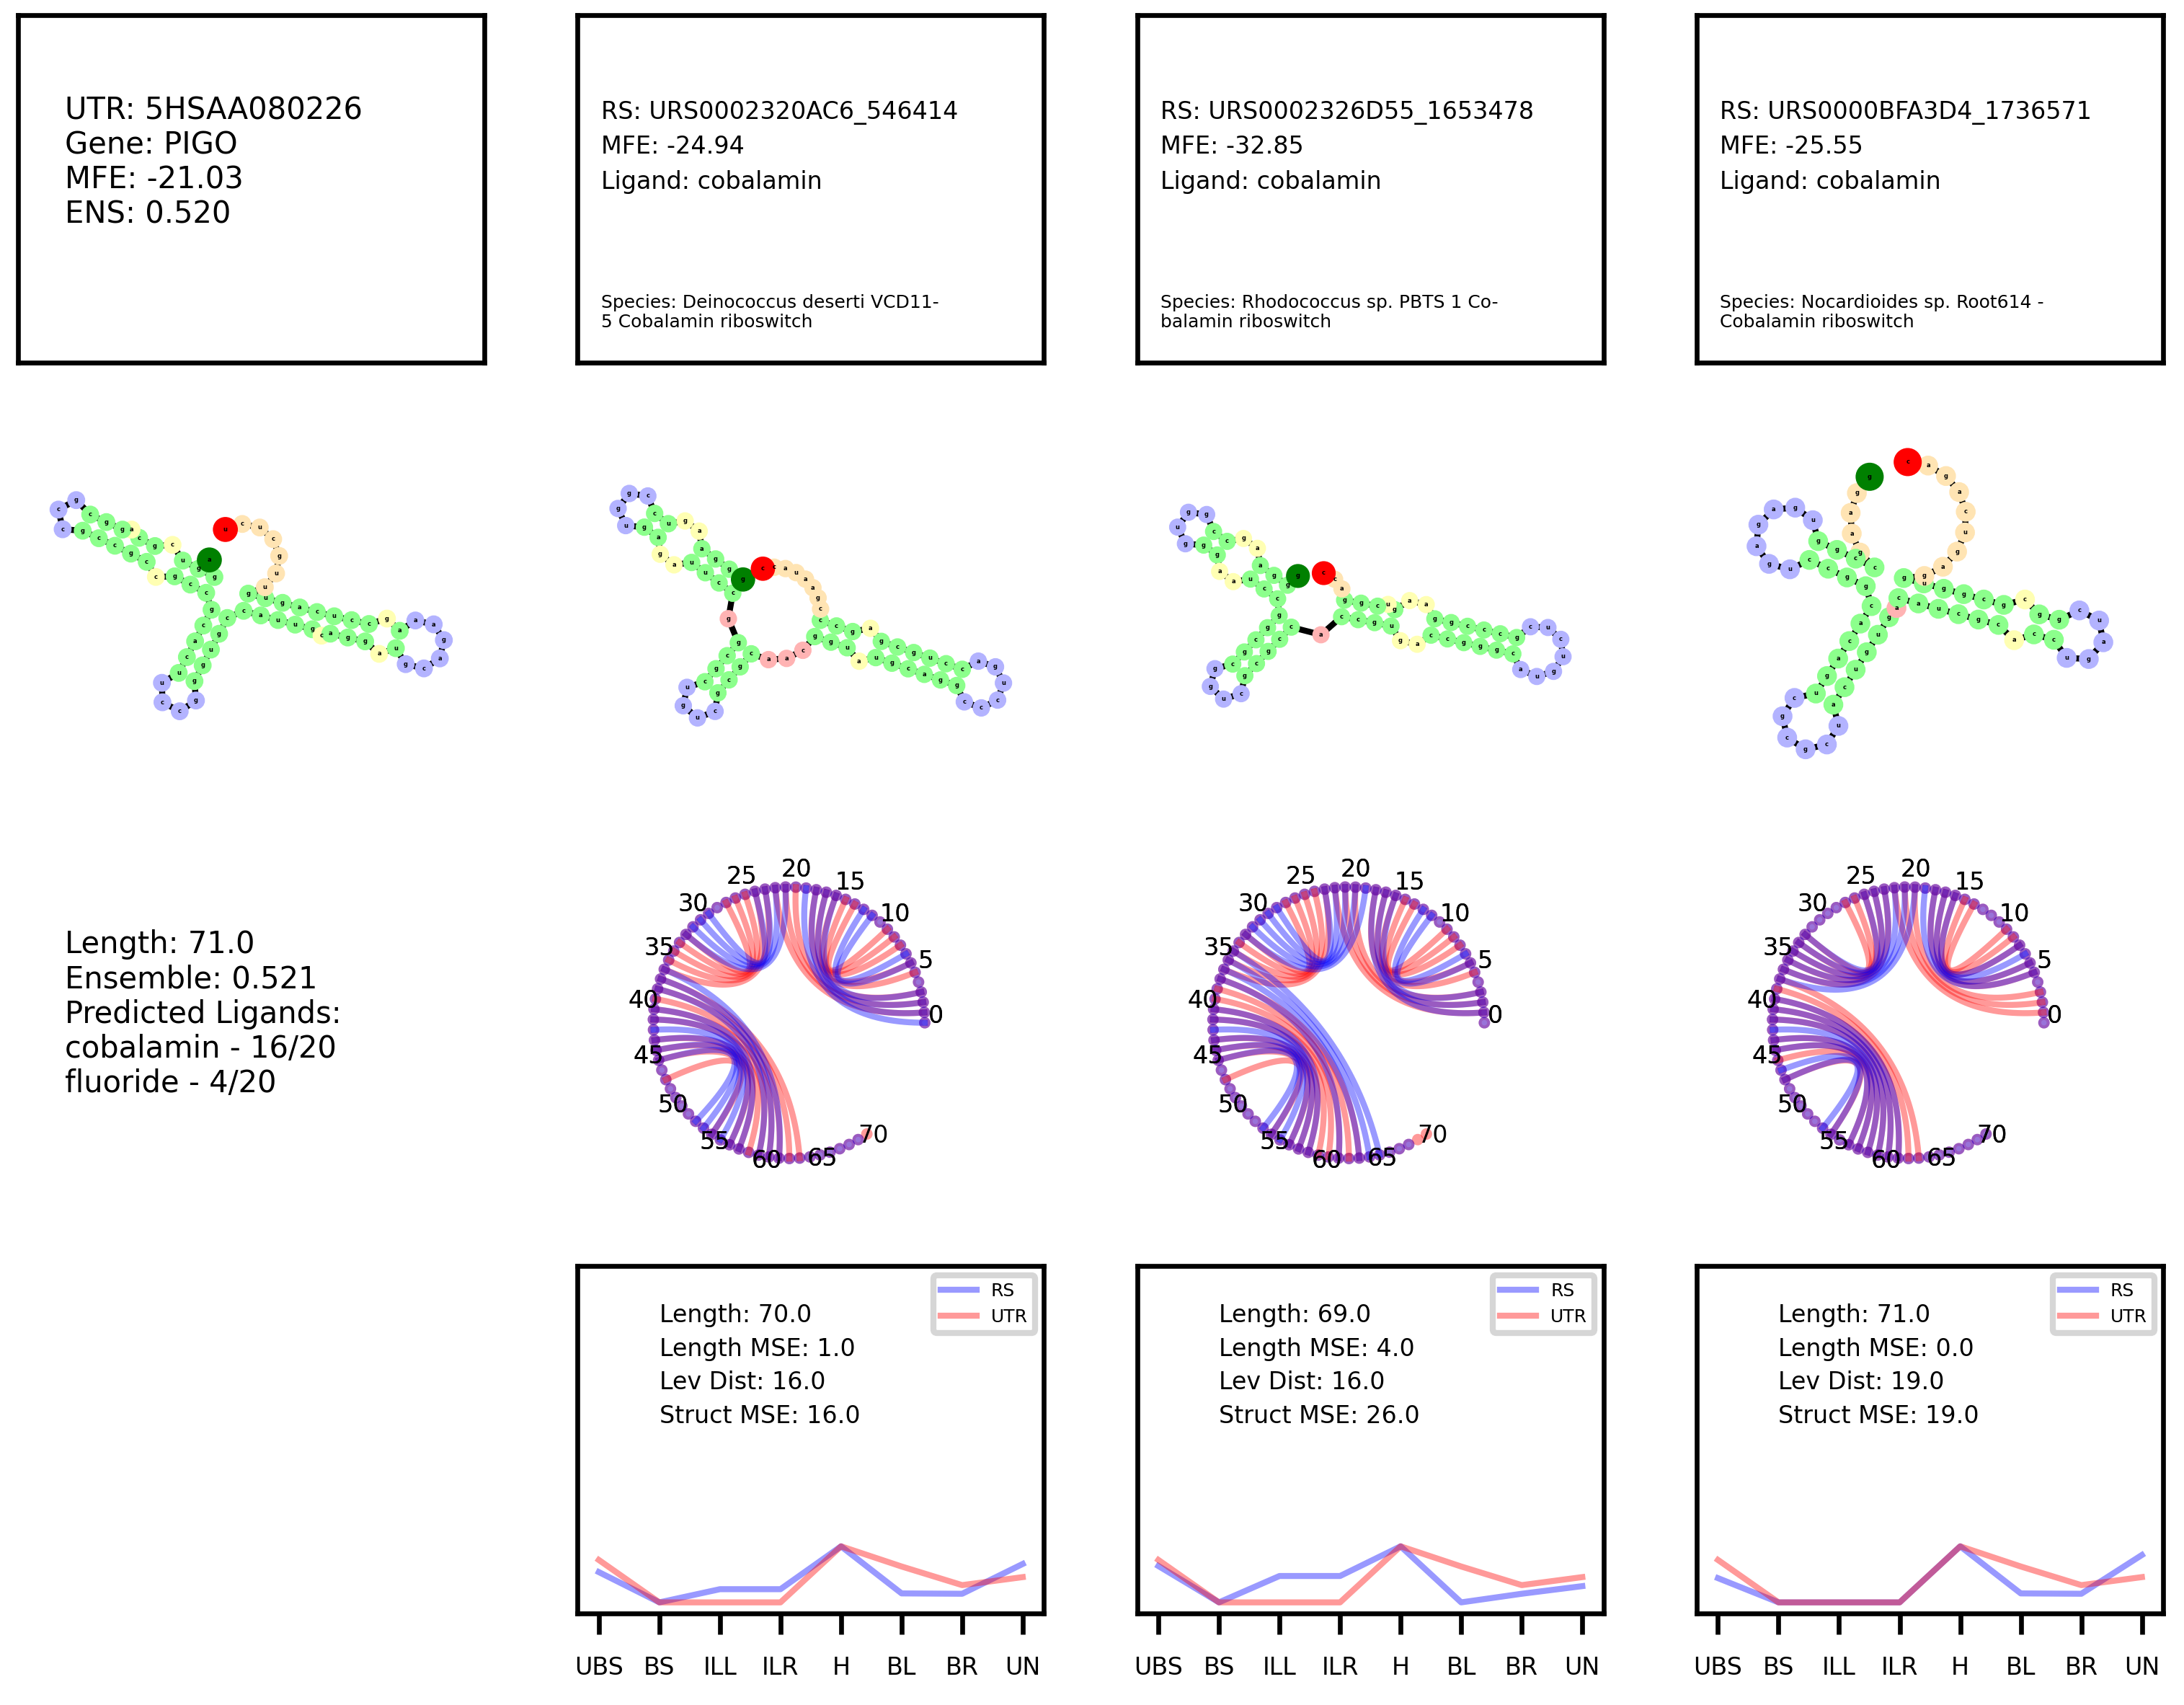 UTR: 5HSAA080226
Gene: PIGO
MFE: -21.03
ENS: 0.520
RS: URS0002320AC6_546414
MFE: -24.94
Ligand: cobalamin
Species: Deinococcus deserti VCD11-
5 Cobalamin riboswitch
RS: URS0002326D55_1653478
MFE: -32.85
Ligand: cobalamin
Species: Rhodococcus sp. PBTS 1 Co-
balamin riboswitch
RS: URS0000BFA3D4_1736571
MFE: -25.55
Ligand: cobalamin
Species: Nocardioides sp. Root614 -
Cobalamin riboswitch
Length: 71.0
Ensemble: 0.521
Predicted Ligands:
cobalamin - 16/20
fluoride - 4/20
0 5 10 15 20 25 30 35 40 45 50 55 60 65 70
0 5 10 15 20 25 30 35 40 45 50 55 60 65 70
0 5 10 15 20 25 30 35 40 45 50 55 60 65 70
RS
UTR
Length: 70.0
Length MSE: 1.0
Lev Dist: 16.0
Struct MSE: 16.0
UBS BS ILL ILR H BL BR UN
RS
UTR
Length: 69.0
Length MSE: 4.0
Lev Dist: 16.0
Struct MSE: 26.0
UBS BS ILL ILR H BL BR UN
RS
UTR
Length: 71.0
Length MSE: 0.0
Lev Dist: 19.0
Struct MSE: 19.0
UBS BS ILL ILR H BL BR UN